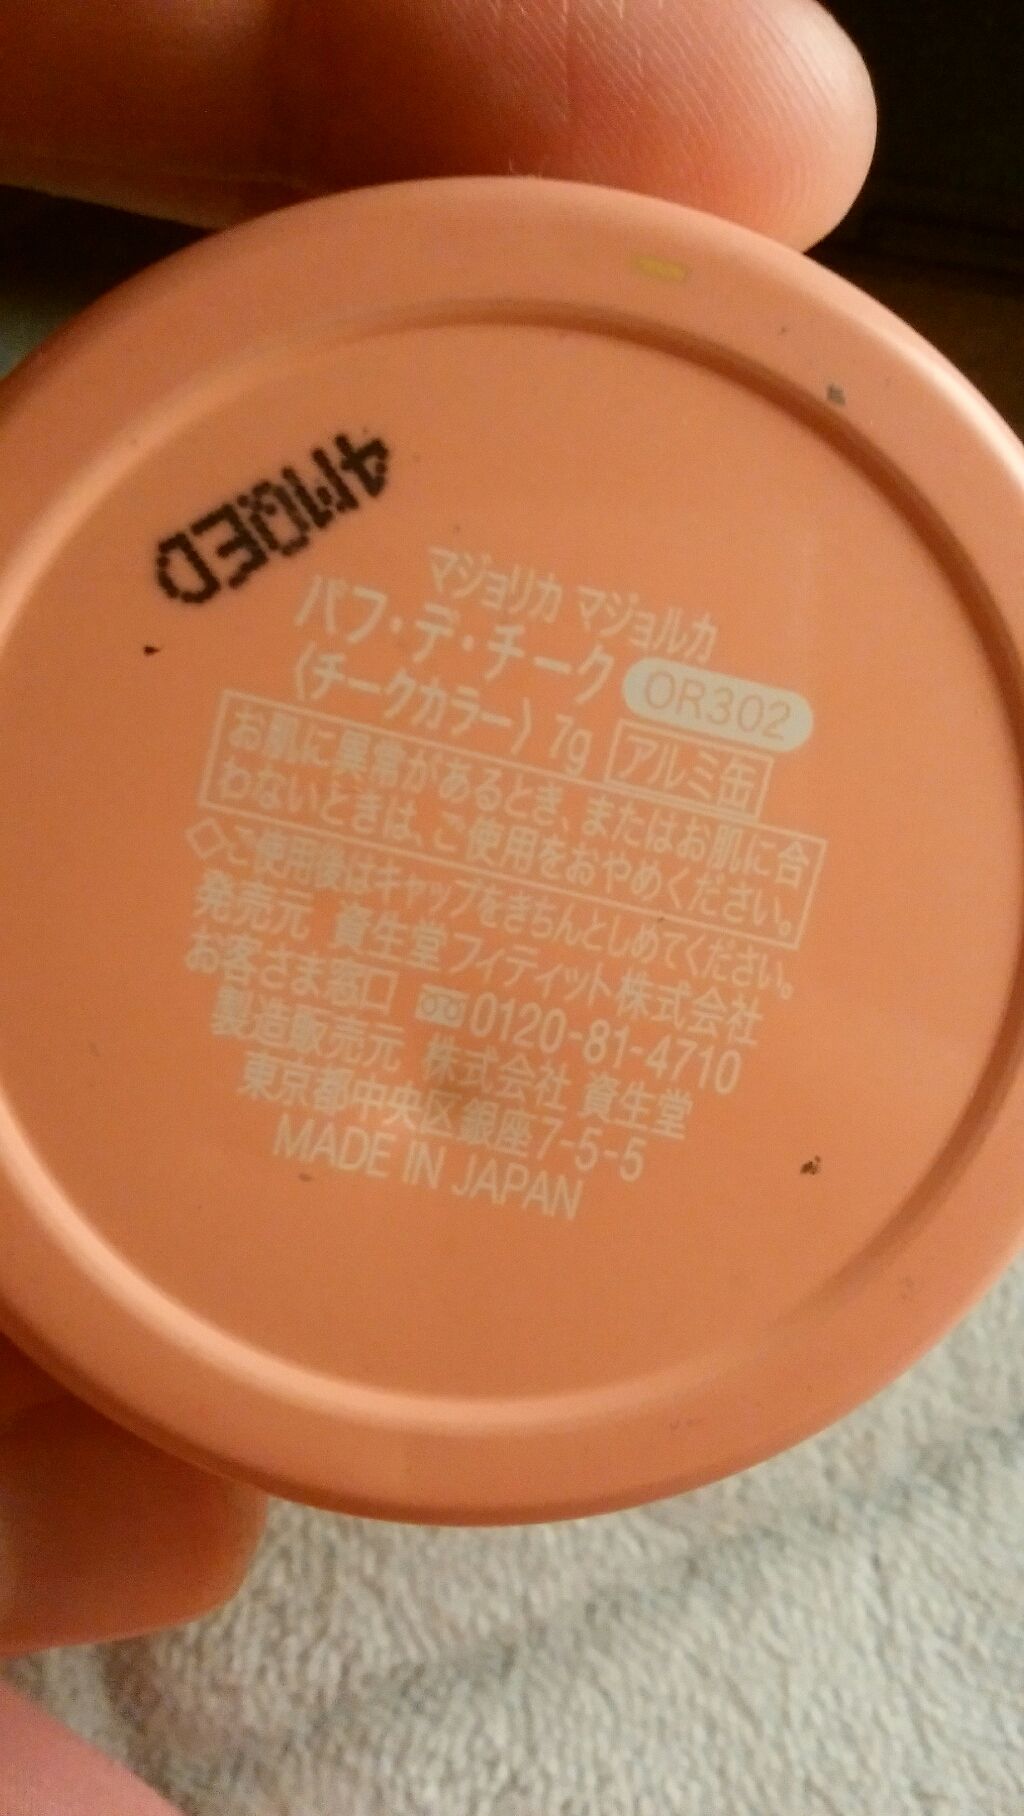 マジョリカ マジョルカ
パフ・デ・チーク OR302
〈チークカラー〉7g アルミ缶
お肌に異常があるとき、またはお肌に合
わないときは、ご使用をおやめください。
◇ご使用後はキャップをきちんとしめてください。
発売元 資生堂フィティット株式会社
お客さま窓口 0120-81-4710
製造販売元 株式会社 資生堂
東京都中央区銀座7-5-5
MADE IN JAPAN